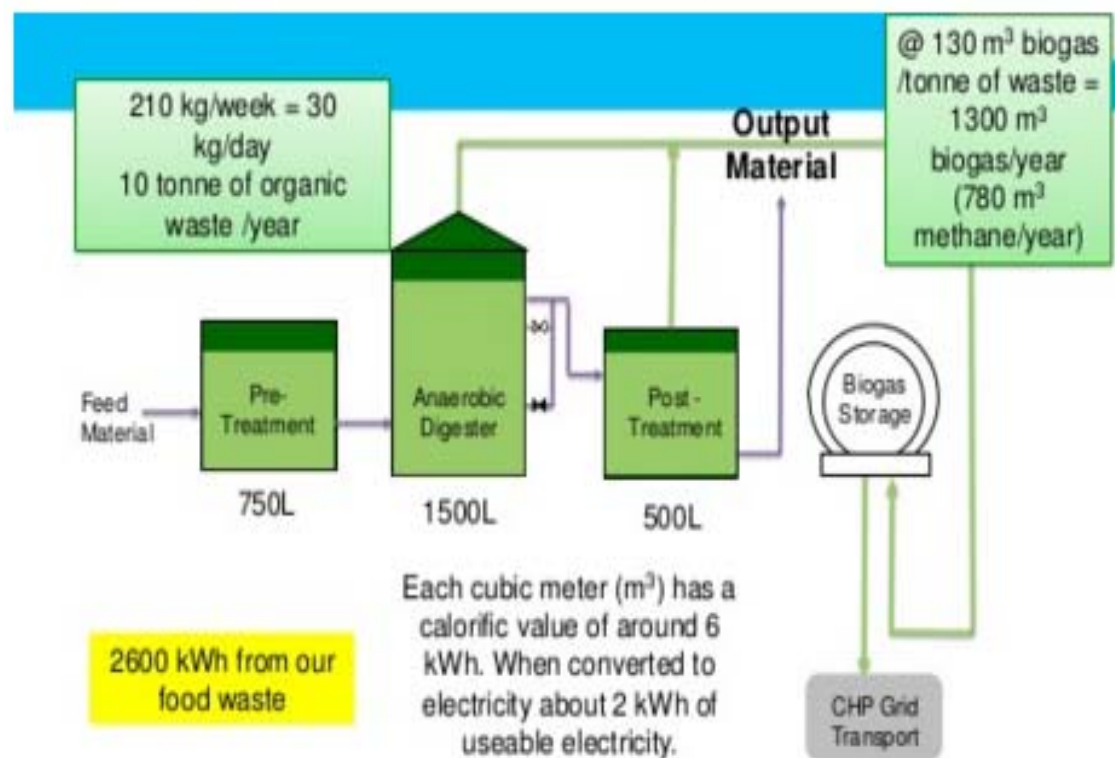 210 kg/week = 30
kg/day
10 tonne of organic
waste /year
@ 130 m³ biogas
/tonne of waste =
1300 m³
biogas/year
(780 m³
methane/year)
Output
Material
Feed
Material
Pre-
Treatment
750L
Anaerobic
Digester
1500L
Post -
Treatment
500L
Biogas
Storage
2600 kWh from our
food waste
Each cubic meter (m³) has a
calorific value of around 6
kWh. When converted to
electricity about 2 kWh of
useable electricity.
CHP Grid
Transport